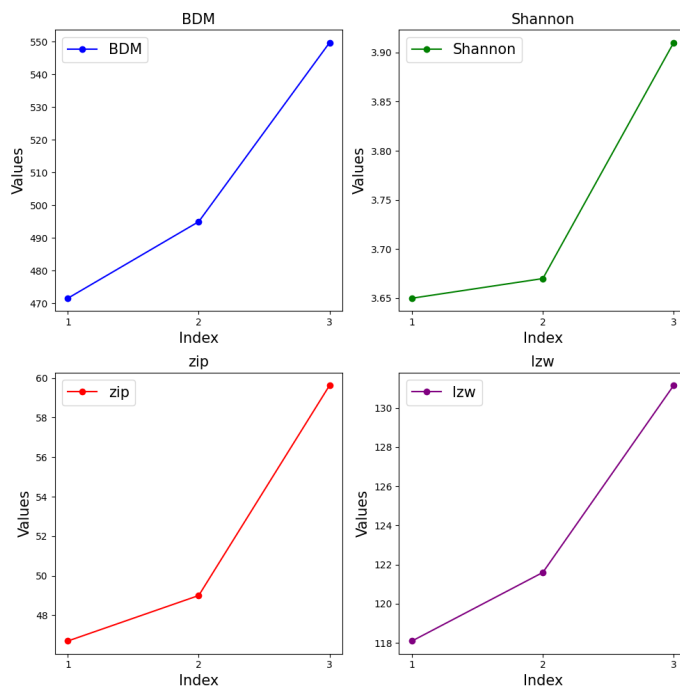 BDM
Shannon
550
540
530
520
510
500
490
480
470
Values
BDM
1
2
3
Index
3.90
3.85
3.80
3.75
3.70
3.65
Values
Shannon
1
2
3
Index
zip
lzw
60
58
56
54
52
50
48
Values
zip
1
2
3
Index
130
128
126
124
122
120
118
Values
lzw
1
2
3
Index